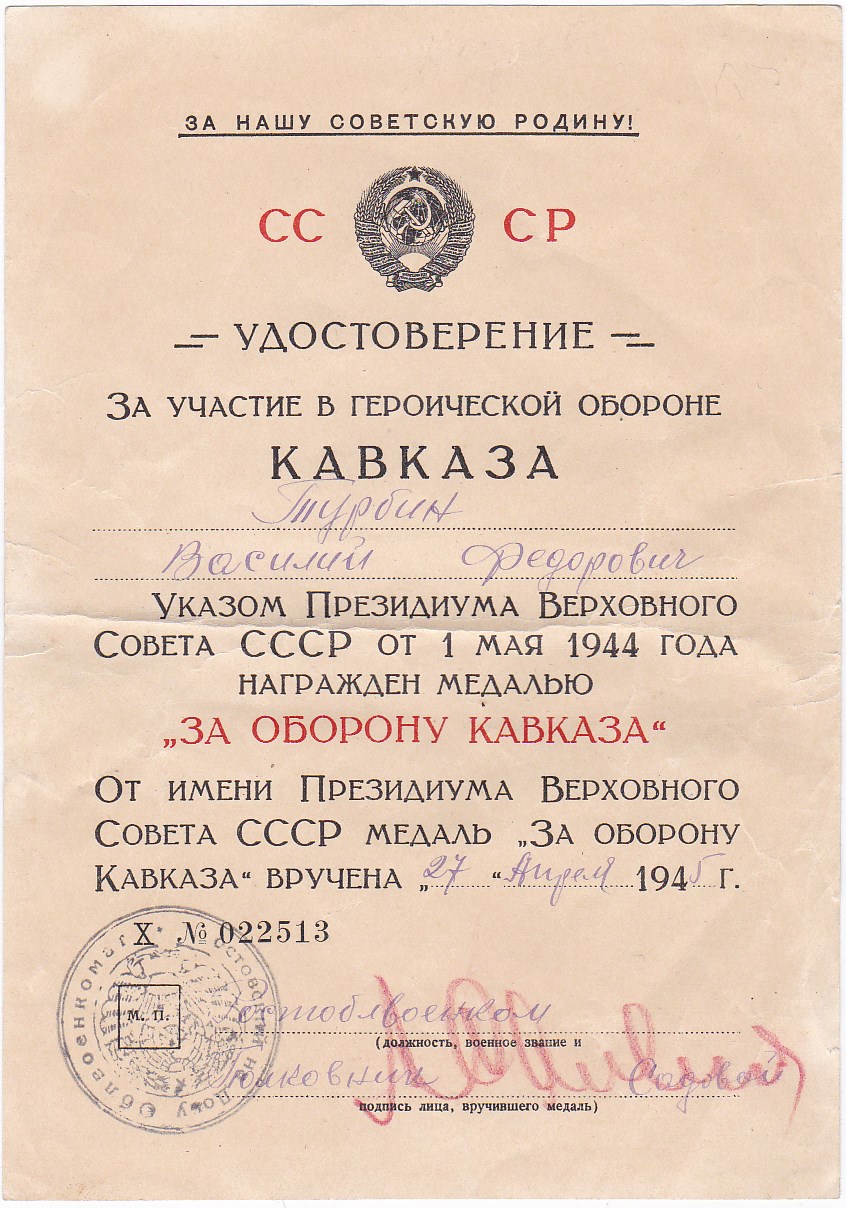 ЗА НАШУ СОВЕТСКУЮ РОДИНУ!
СС СР
УДОСТОВЕРЕНИЕ
ЗА УЧАСТИЕ В ГЕРОИЧЕСКОЙ ОБОРОНЕ
КАВКАЗА
Турбин
Василий Федорович
УКАЗОМ ПРЕЗИДИУМА ВЕРХОВНОГО
СОВЕТА СССР ОТ 1 МАЯ 1944 ГОДА
НАГРАЖДЕН МЕДАЛЬЮ
„ЗА ОБОРОНУ КАВКАЗА“
ОТ ИМЕНИ ПРЕЗИДИУМА ВЕРХОВНОГО
СОВЕТА СССР МЕДАЛЬ „ЗА ОБОРОНУ
КАВКАЗА“ ВРУЧЕНА „27“ Апреля 1945 г.
X № 022513
м. п.
остоблвоенком
(должность, военное звание и
Полковник Садовой
подпись лица, вручившего медаль)